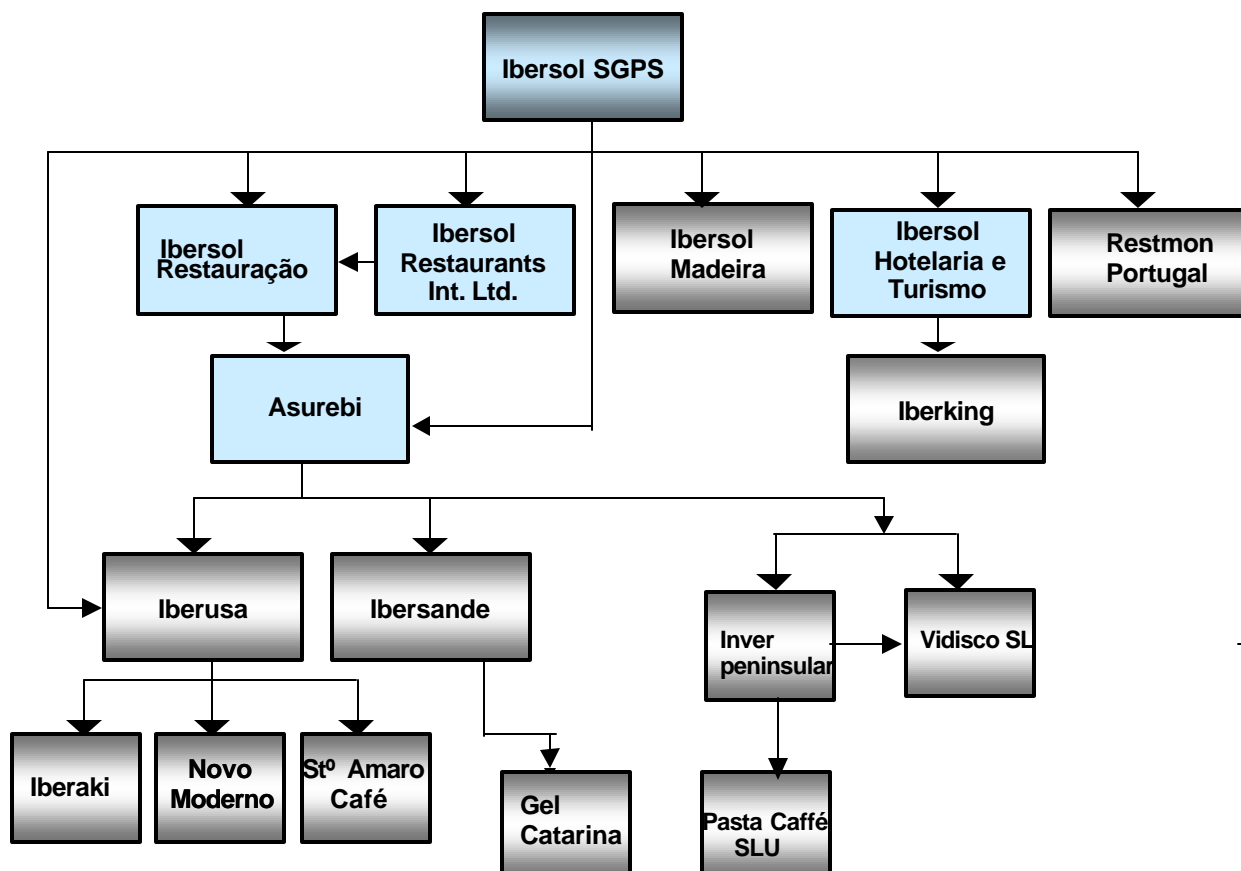 Ibersol SGPS
Ibersol
Restauração
Ibersol
Restaurants
Int. Ltd.
Ibersol
Madeira
Ibersol
Hotelaria e
Turismo
Restmon
Portugal
Asurebi
Iberking
Iberusa
Ibersande
Inver
peninsular
Vidisco SL
Iberaki
Novo
Moderno
Stº Amaro
Café
Gel
Catarina
Pasta Caffé
SLU